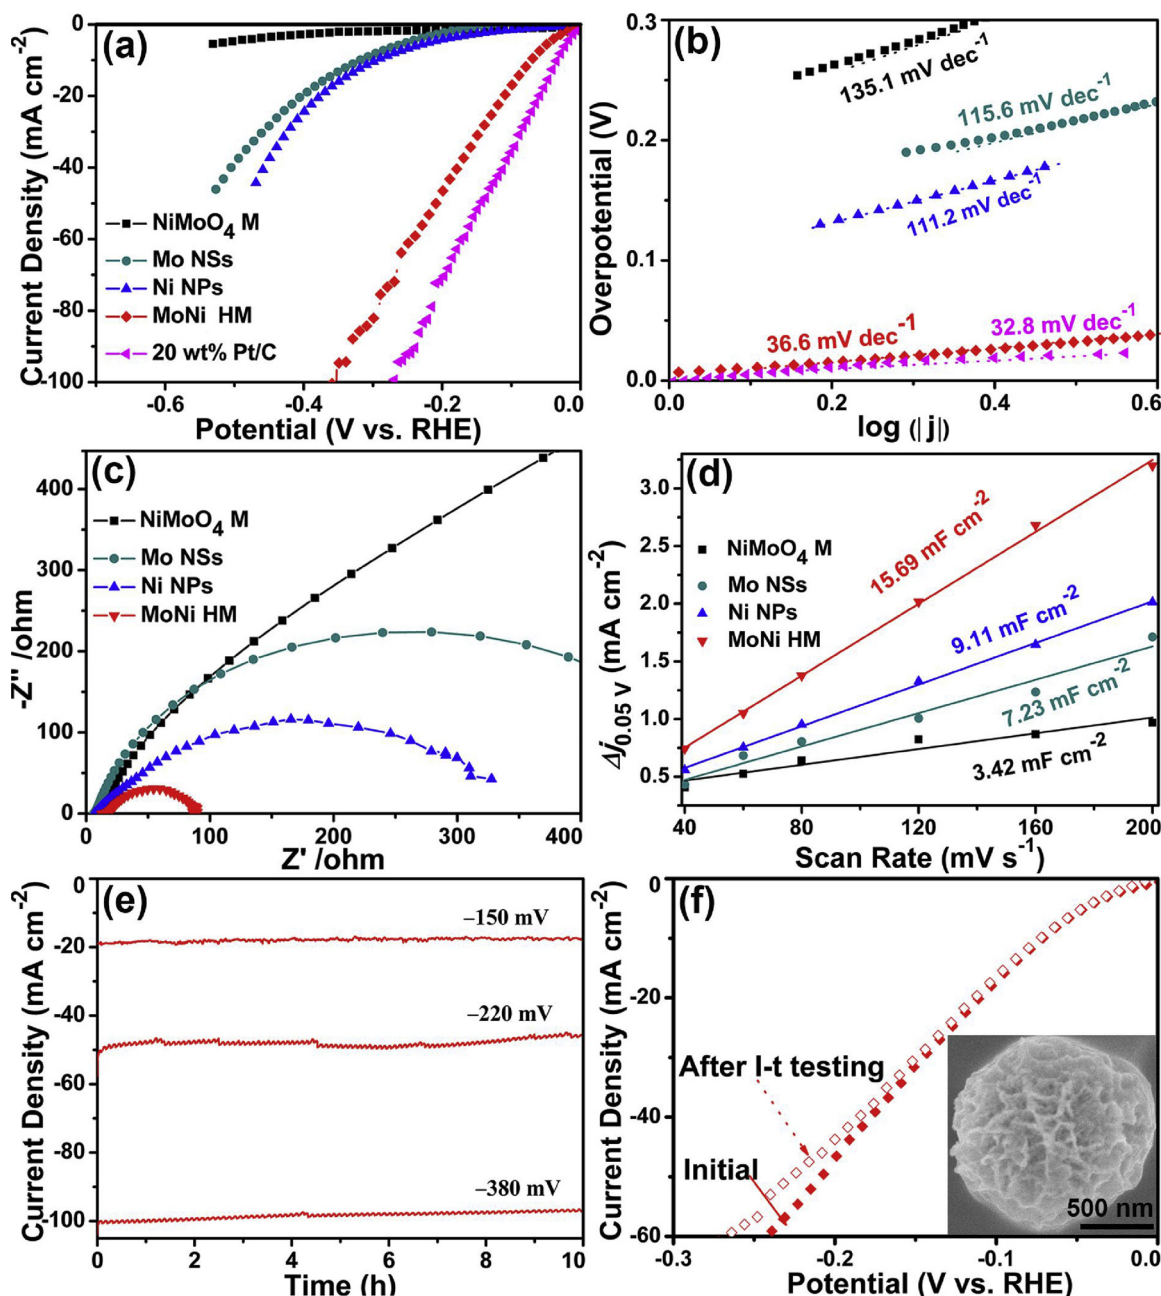 (a)
0
-20
-40
-60
-80
-100
Current Density (mA cm-2)
NiMoO4 M
Mo NSs
Ni NPs
MoNi HM
20 wt% Pt/C
-0.6
-0.4
-0.2
0.0
Potential (V vs. RHE)
(b)
0.3
0.2
0.1
0.0
Overpotential (V)
135.1 mV dec-1
115.6 mV dec-1
111.2 mV dec-1
36.6 mV dec-1
32.8 mV dec-1
0.0
0.2
0.4
0.6
log (|j|)
(c)
400
300
200
100
0
-Z''/ohm
NiMoO4 M
Mo NSs
Ni NPs
MoNi HM
0
100
200
300
400
Z' /ohm
(d)
3.0
2.5
2.0
1.5
1.0
0.5
Δj0.05 V (mA cm-2)
NiMoO4 M
Mo NSs
Ni NPs
MoNi HM
15.69 mF cm-2
9.11 mF cm-2
7.23 mF cm-2
3.42 mF cm-2
40
80
120
160
200
Scan Rate (mV s-1)
(e)
0
-20
-40
-60
-80
-100
Current Density (mA cm-2)
–150 mV
–220 mV
–380 mV
0
2
4
6
8
10
Time (h)
(f)
0
-20
-40
-60
Current Density (mA cm-2)
After I-t testing
Initial
500 nm
-0.3
-0.2
-0.1
0.0
Potential (V vs. RHE)